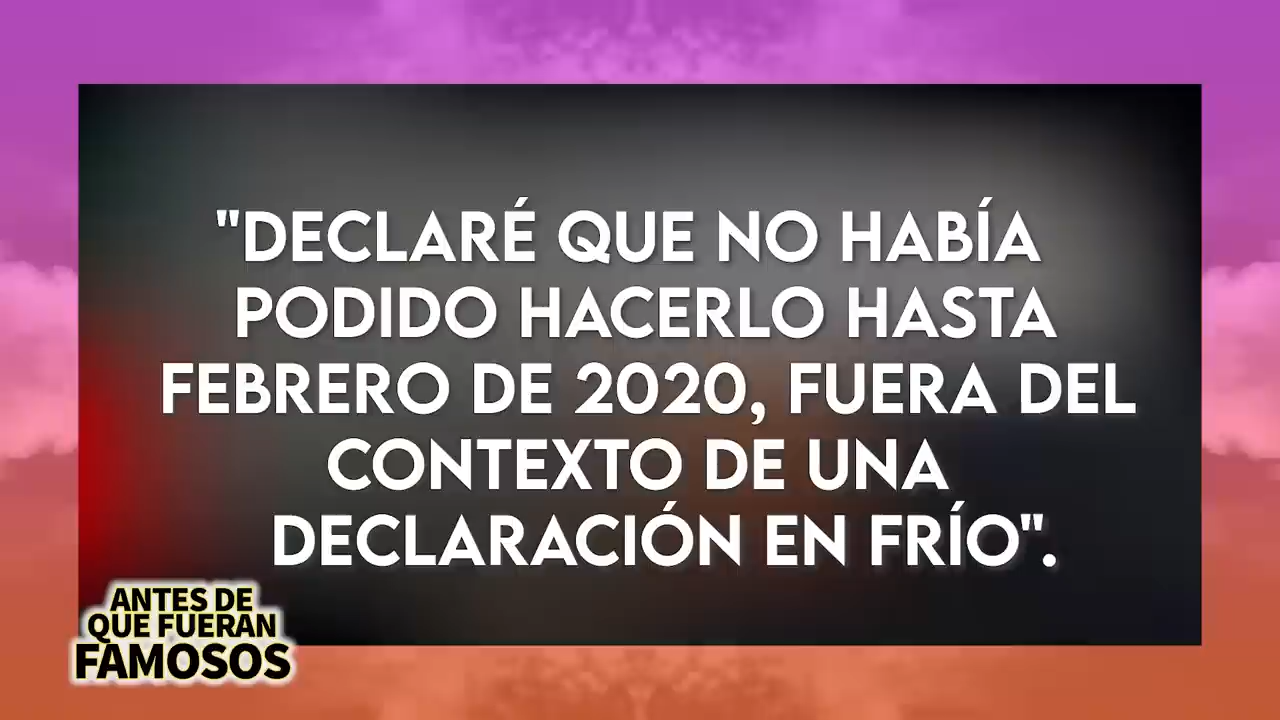 "DECLARÉ QUE NO HABÍA
PODIDO HACERLO HASTA
FEBRERO DE 2020, FUERA DEL
CONTEXTO DE UNA
DECLARACIÓN EN FRÍO".
ANTES DE
QUE FUERAN
FAMOSOS